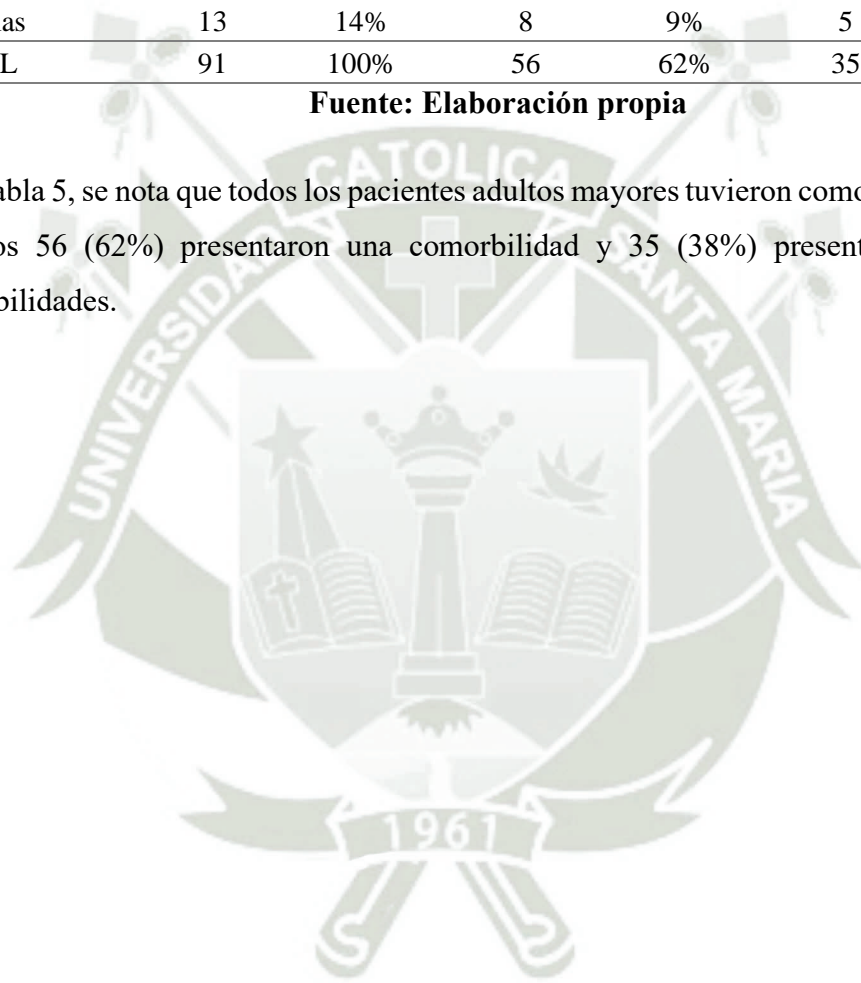 las 13 14% 8 9% 5
L 91 100% 56 62% 35
Fuente: Elaboración propia
abla 5, se nota que todos los pacientes adultos mayores tuvieron como
os 56 (62%) presentaron una comorbilidad y 35 (38%) present
bilidades.
UNIVERSIDAD CATOLICA SANTA MARIA
1961